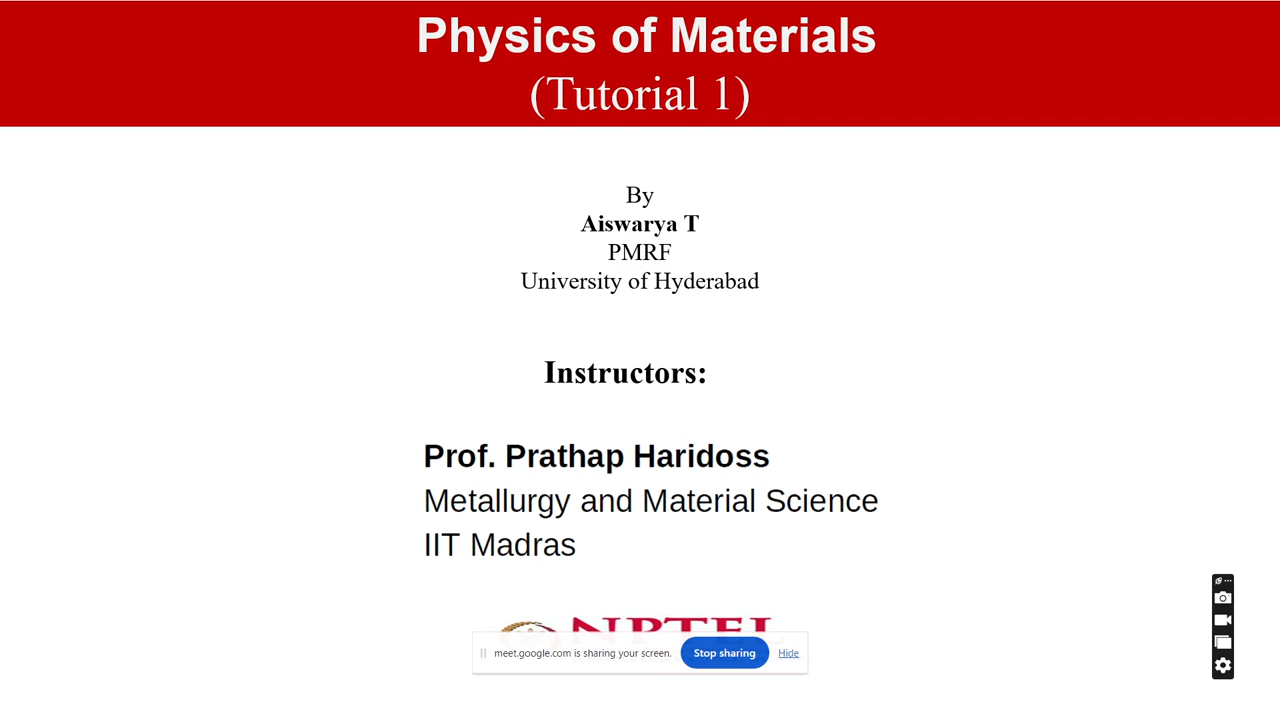 Physics of Materials
(Tutorial 1)
By
Aiswarya T
PMRF
University of Hyderabad
Instructors:
Prof. Prathap Haridoss
Metallurgy and Material Science
IIT Madras
NPTEL
meet.google.com is sharing your screen. Stop sharing Hide